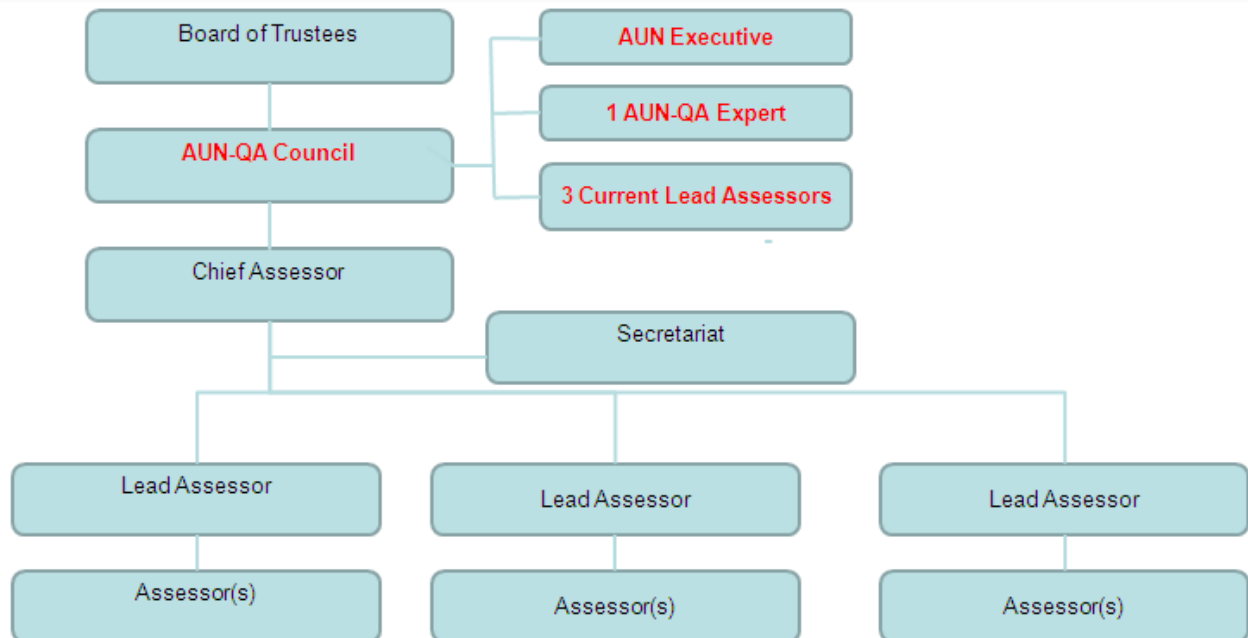 Board of Trustees
AUN Executive
1 AUN-QA Expert
AUN-QA Council
3 Current Lead Assessors
Chief Assessor
Secretariat
Lead Assessor
Lead Assessor
Lead Assessor
Assessor(s)
Assessor(s)
Assessor(s)